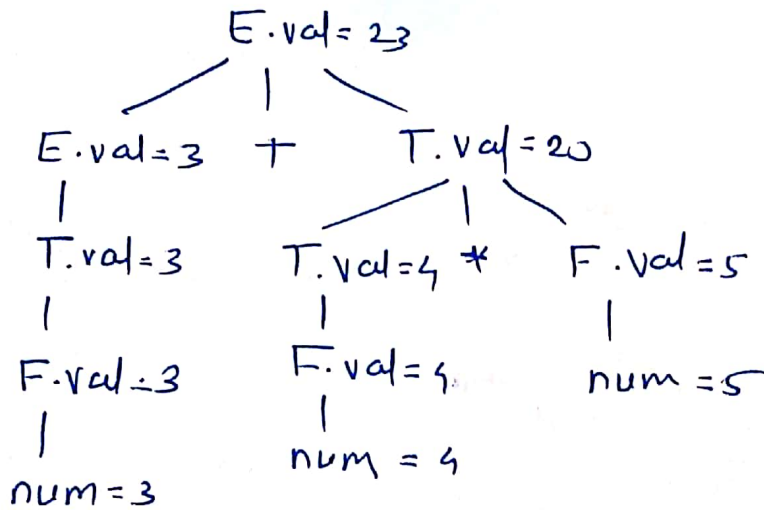 E.val = 23
E.val = 3 + T.val = 20
T.val = 3 T.val = 4 * F.val = 5
F.val = 3 F.val = 4 num = 5
num = 3 num = 4